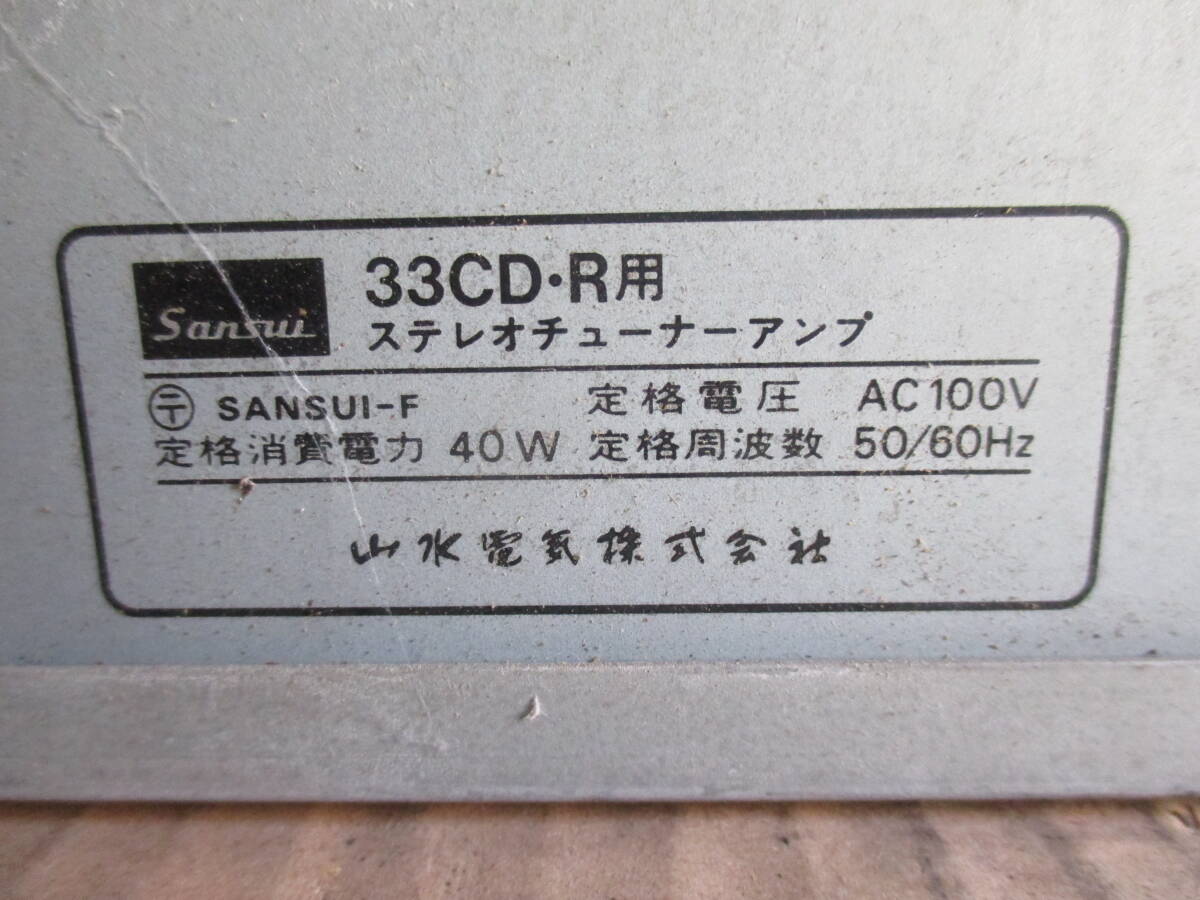 Sansui
33CD・R用
ステレオチューナーアンプ
〒 SANSUI-F 定格電圧 AC100V
定格消費電力 40W 定格周波数 50/60Hz
山水電気株式会社